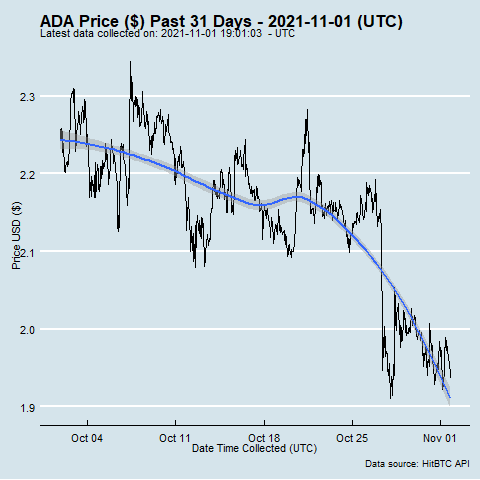 ADA Price ($) Past 31 Days - 2021-11-01 (UTC)
Latest data collected on: 2021-11-01 19:01:03 - UTC
Price USD ($)
2.3
2.2
2.1
2.0
1.9
Oct 04 Oct 11 Oct 18 Oct 25 Nov 01
Date Time Collected (UTC)
Data source: HitBTC API